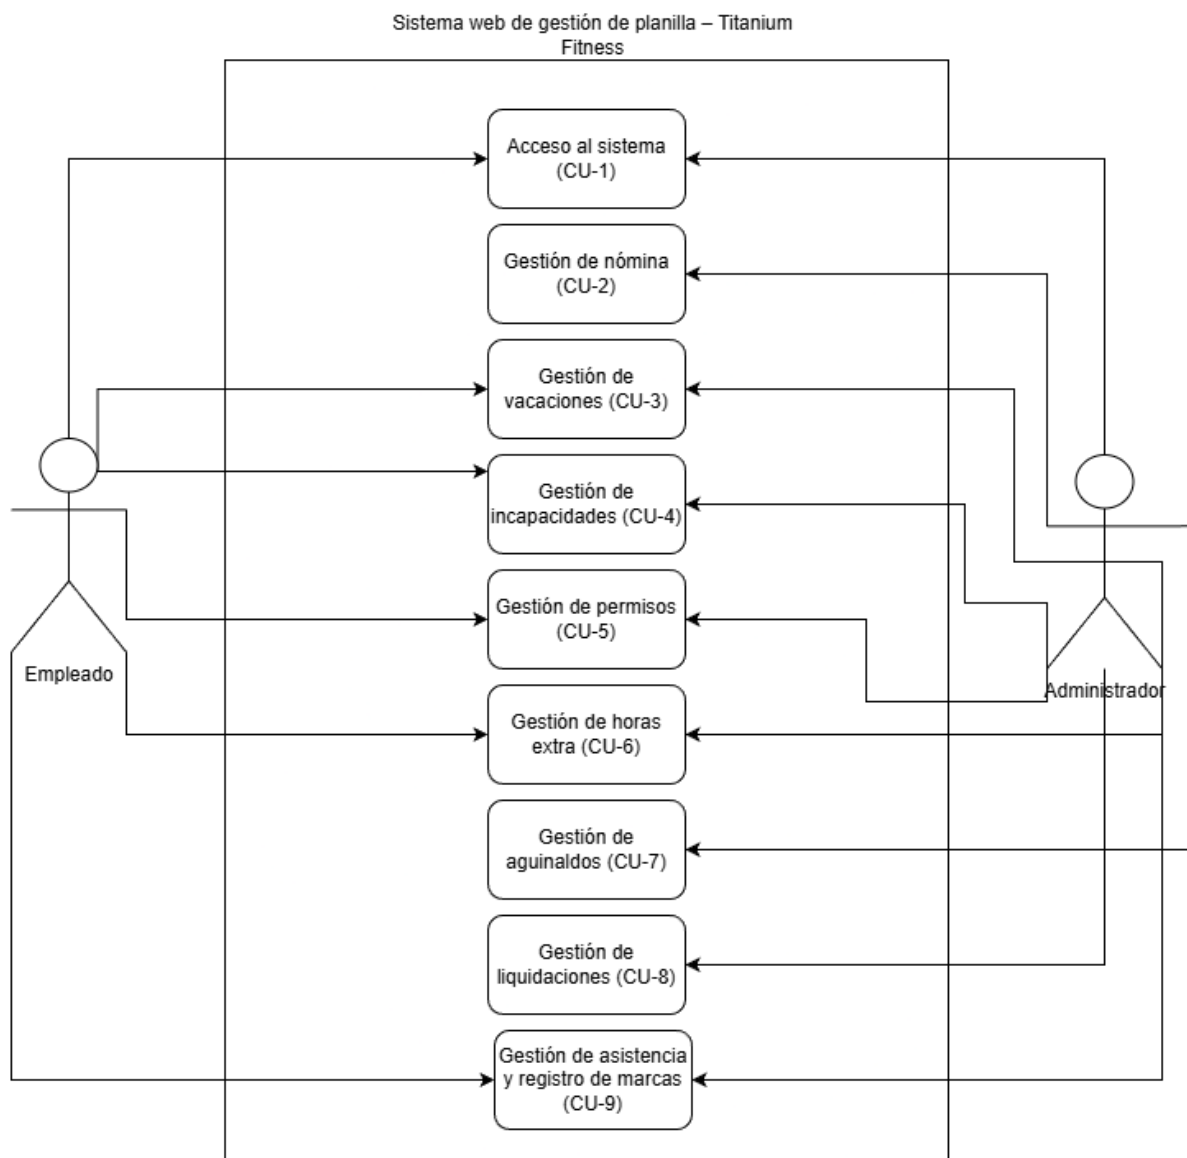 Sistema web de gestión de planilla – Titanium
Fitness
Acceso al sistema
(CU-1)
Gestión de nómina
(CU-2)
Gestión de
vacaciones (CU-3)
Gestión de
incapacidades (CU-4)
Gestión de permisos
(CU-5)
Empleado
Administrador
Gestión de horas
extra (CU-6)
Gestión de
aguinaldos (CU-7)
Gestión de
liquidaciones (CU-8)
Gestión de asistencia
y registro de marcas
(CU-9)